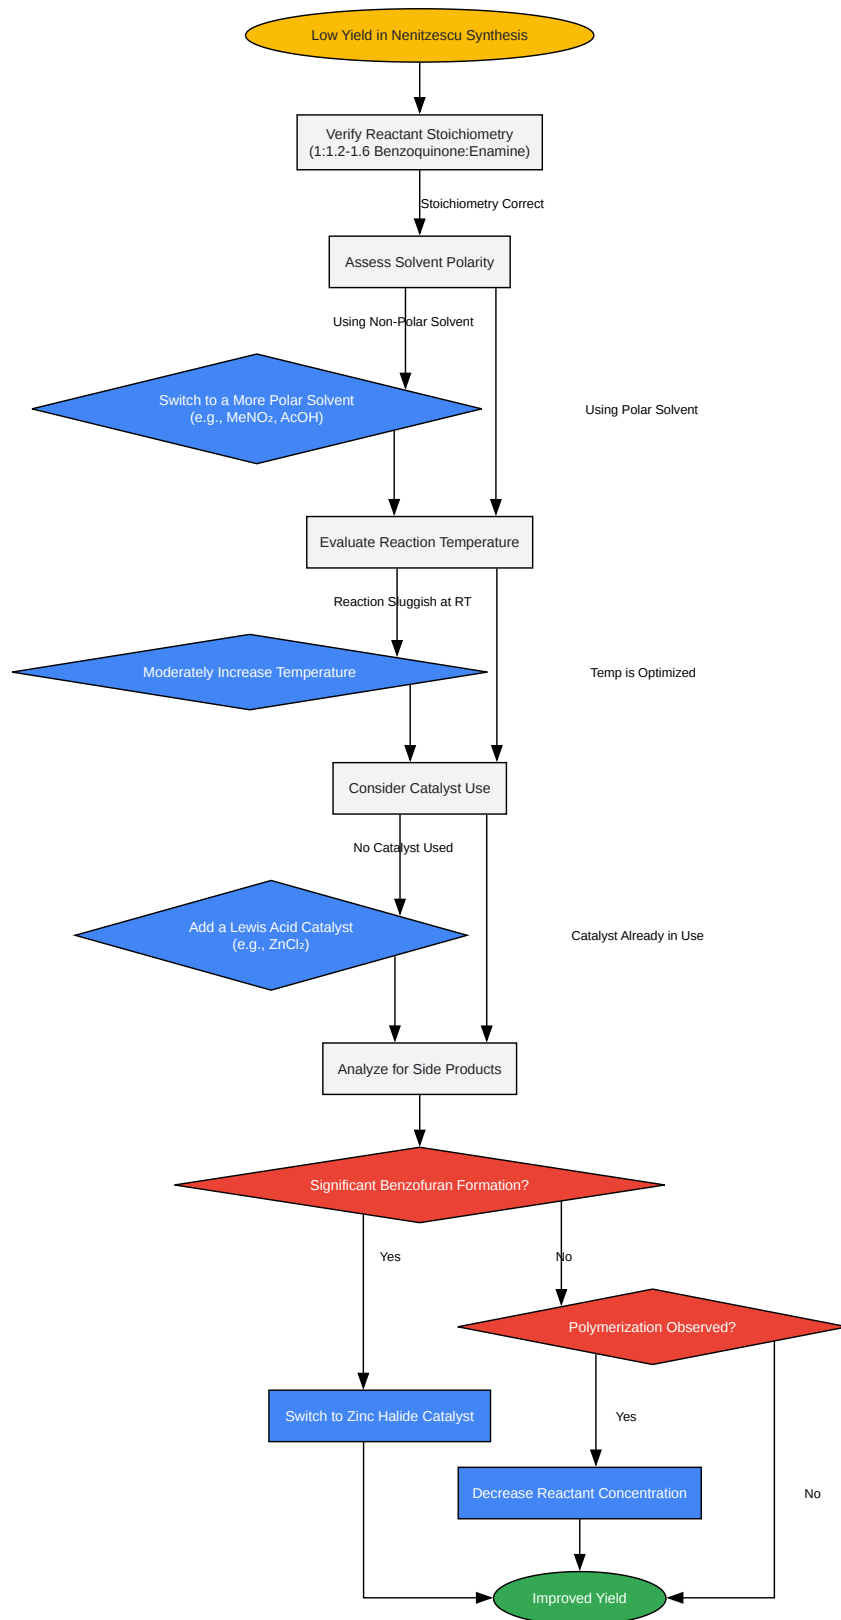 Low Yield in Nenitzescu Synthesis
Verify Reactant Stoichiometry
(1:1.2-1.6 Benzoquinone:Enamine)
Stoichiometry Correct
Assess Solvent Polarity
Using Non-Polar Solvent
Switch to a More Polar Solvent
(e.g., MeNO₂, AcOH)
Using Polar Solvent
Evaluate Reaction Temperature
Reaction Sluggish at RT
Moderately Increase Temperature
Temp is Optimized
Consider Catalyst Use
No Catalyst Used
Add a Lewis Acid Catalyst
(e.g., ZnCl₂)
Catalyst Already in Use
Analyze for Side Products
Significant Benzofuran Formation?
Yes
No
Polymerization Observed?
Switch to Zinc Halide Catalyst
Yes
Decrease Reactant Concentration
No
Improved Yield